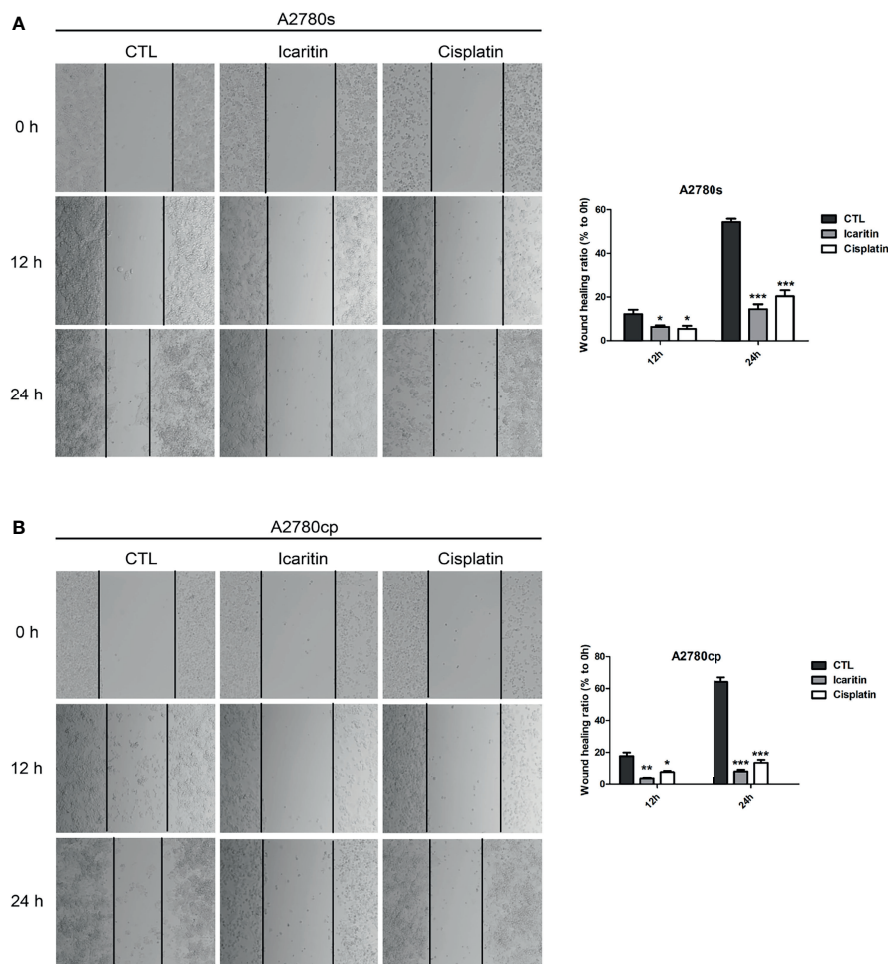 A
A2780s
CTL Icaritin Cisplatin
0 h
12 h
24 h
A2780s
Wound healing ratio (% to 0h)
60
40
20
0
* *
*** ***
12h 24h
CTL
Icaritin
Cisplatin
B
A2780cp
CTL Icaritin Cisplatin
0 h
12 h
24 h
A2780cp
Wound healing ratio (% to 0h)
80
60
40
20
0
** *
*** ***
12h 24h
CTL
Icaritin
Cisplatin